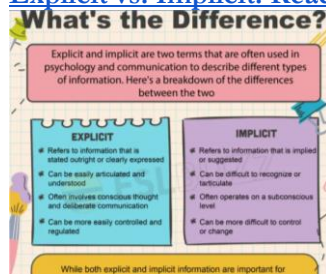 Explicit vs. Implicit:
What's the Difference?
Explicit and implicit are two terms that are often used in
psychology and communication to describe different types
of information. Here's a breakdown of the differences
between the two
EXPLICIT
Refers to information that is
stated outright or clearly expressed
Can be easily articulated and
understood
Often involves conscious thought
and deliberate communication
Can be more easily controlled and
regulated
IMPLICIT
Refers to information that is implied
or suggested
Can be difficult to recognize or
tarticulate
Often operates on a subconscious
level
Can be more difficult to control
or change
While both explicit and implicit information are important for